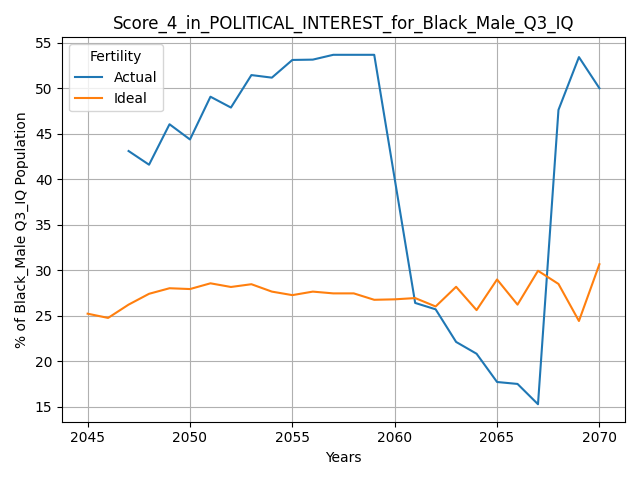 Score_4_in_POLITICAL_INTEREST_for_Black_Male_Q3_IQ
Fertility
Actual
Ideal
% of Black_Male Q3_IQ Population
55
50
45
40
35
30
25
20
15
2045 2050 2055 2060 2065 2070
Years